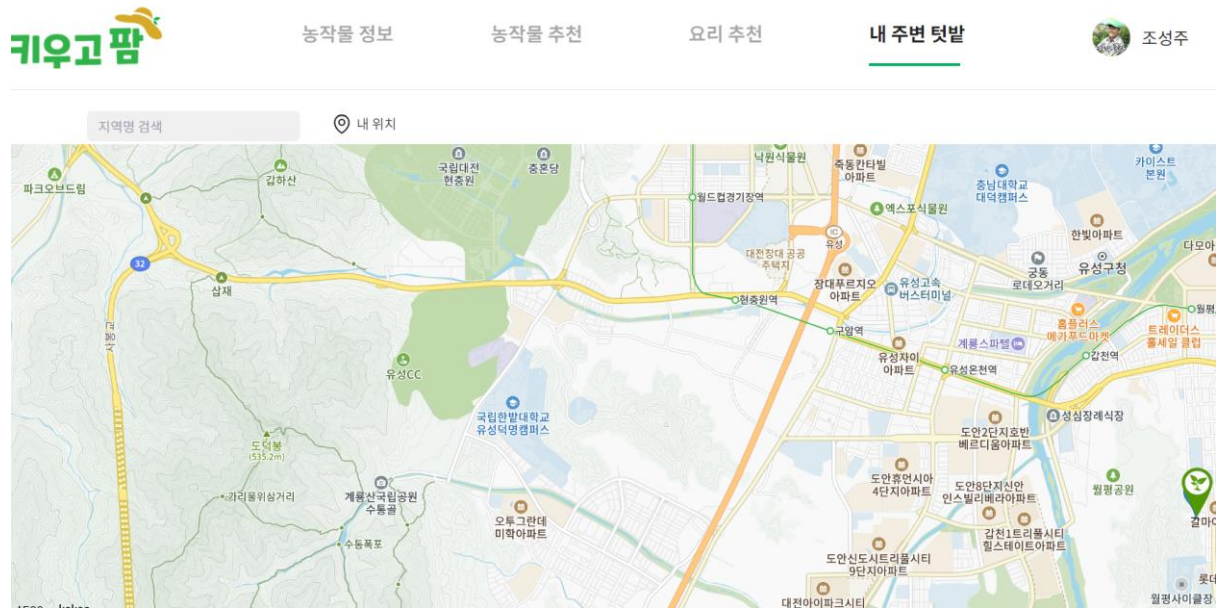 키우고팜
농작물 정보
농작물 추천
요리 추천
내 주변 텃밭
조성주
지역명 검색
내 위치
파크오브드림
갑하산
국립대전
현충원
충혼당
월드컵경기장역
낙원식물원
죽동칸타빌
아파트
엑스포식물원
충남대학교
대덕캠퍼스
카이스트
본원
한빛아파트
다모아
유성구청
궁동
로데오거리
IC
유성
대전장대 공공
주택지
장대푸르지오
아파트
유성고속
버스터미널
32
삽재
현충원역
구암역
홈플러스
메가푸드마켓
트레이더스
홀세일 클럽
월평
계룡스파텔
갑천역
유성자이
아파트
유성온천역
유성CC
국립한밭대학교
유성덕명캠퍼스
성심장례식장
도안2단지호반
베르디움아파트
도덕봉
(535.2m)
가리울위삼거리
계룡산국립공원
수통골
수통폭포
오투그란데
미학아파트
도안휴먼시아
4단지아파트
도안8단지신안
인스빌리베라아파트
월평공원
갈마
갑천1트리풀시티
힐스테이트아파트
도안신도시트리풀시티
9단지아파트
대전아이파크시티
롯데
월평사이클장
kakao